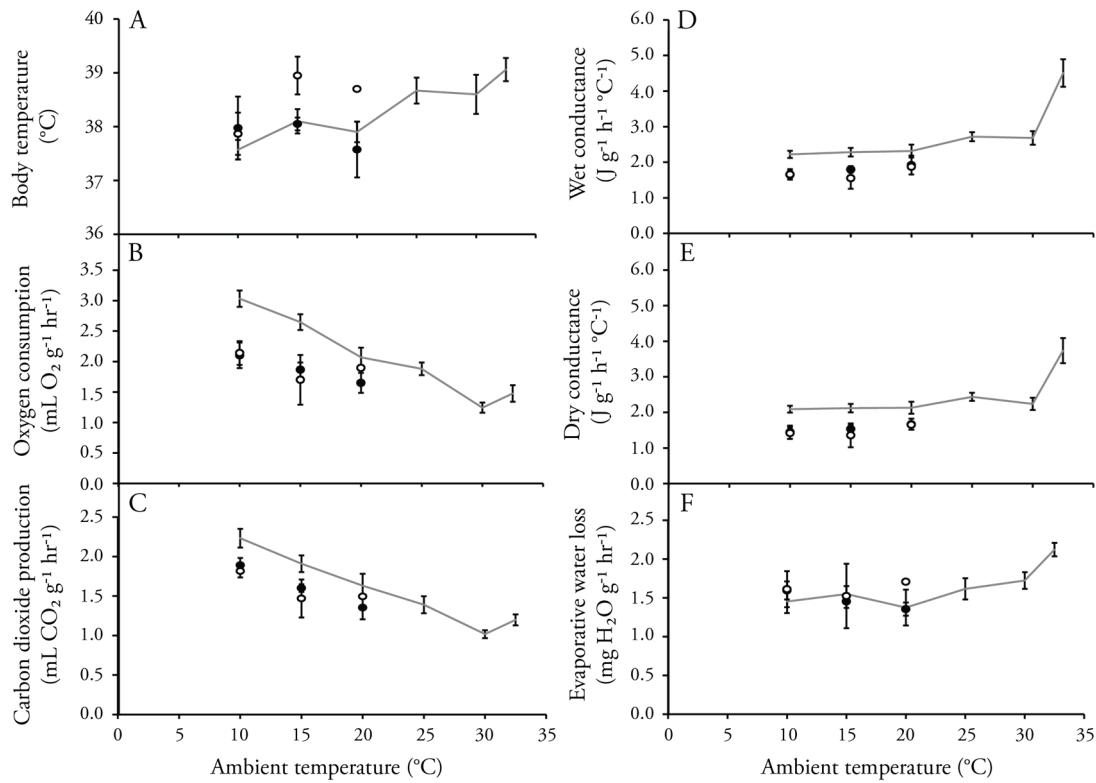 A
40
39
38
37
36
Body temperature
(°C)
B
3.5
3.0
2.5
2.0
1.5
1.0
0.5
0.0
Oxygen consumption
(mL O₂ g⁻¹ hr⁻¹)
C
2.5
2.0
1.5
1.0
0.5
0.0
Carbon dioxide production
(mL CO₂ g⁻¹ hr⁻¹)
0 5 10 15 20 25 30 35
Ambient temperature (°C)
D
6.0
5.0
4.0
3.0
2.0
1.0
0.0
Wet conductance
(J g⁻¹ h⁻¹ °C⁻¹)
E
6.0
5.0
4.0
3.0
2.0
1.0
0.0
Dry conductance
(J g⁻¹ h⁻¹ °C⁻¹)
F
2.5
2.0
1.5
1.0
0.5
0.0
Evaporative water loss
(mg H₂O g⁻¹ hr⁻¹)
0 5 10 15 20 25 30 35
Ambient temperature (°C)